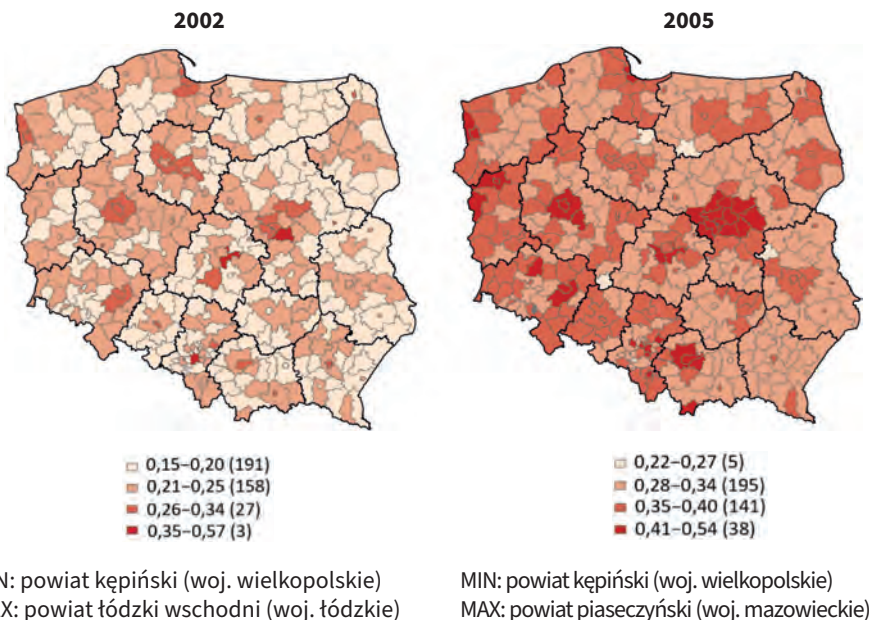 2002
2005
0,15–0,20 (191)
0,21–0,25 (158)
0,26–0,34 (27)
0,35–0,57 (3)
0,22–0,27 (5)
0,28–0,34 (195)
0,35–0,40 (141)
0,41–0,54 (38)
N: powiat kępiński (woj. wielkopolskie)
X: powiat łódzki wschodni (woj. łódzkie)
MIN: powiat kępiński (woj. wielkopolskie)
MAX: powiat piaseczyński (woj. mazowieckie)